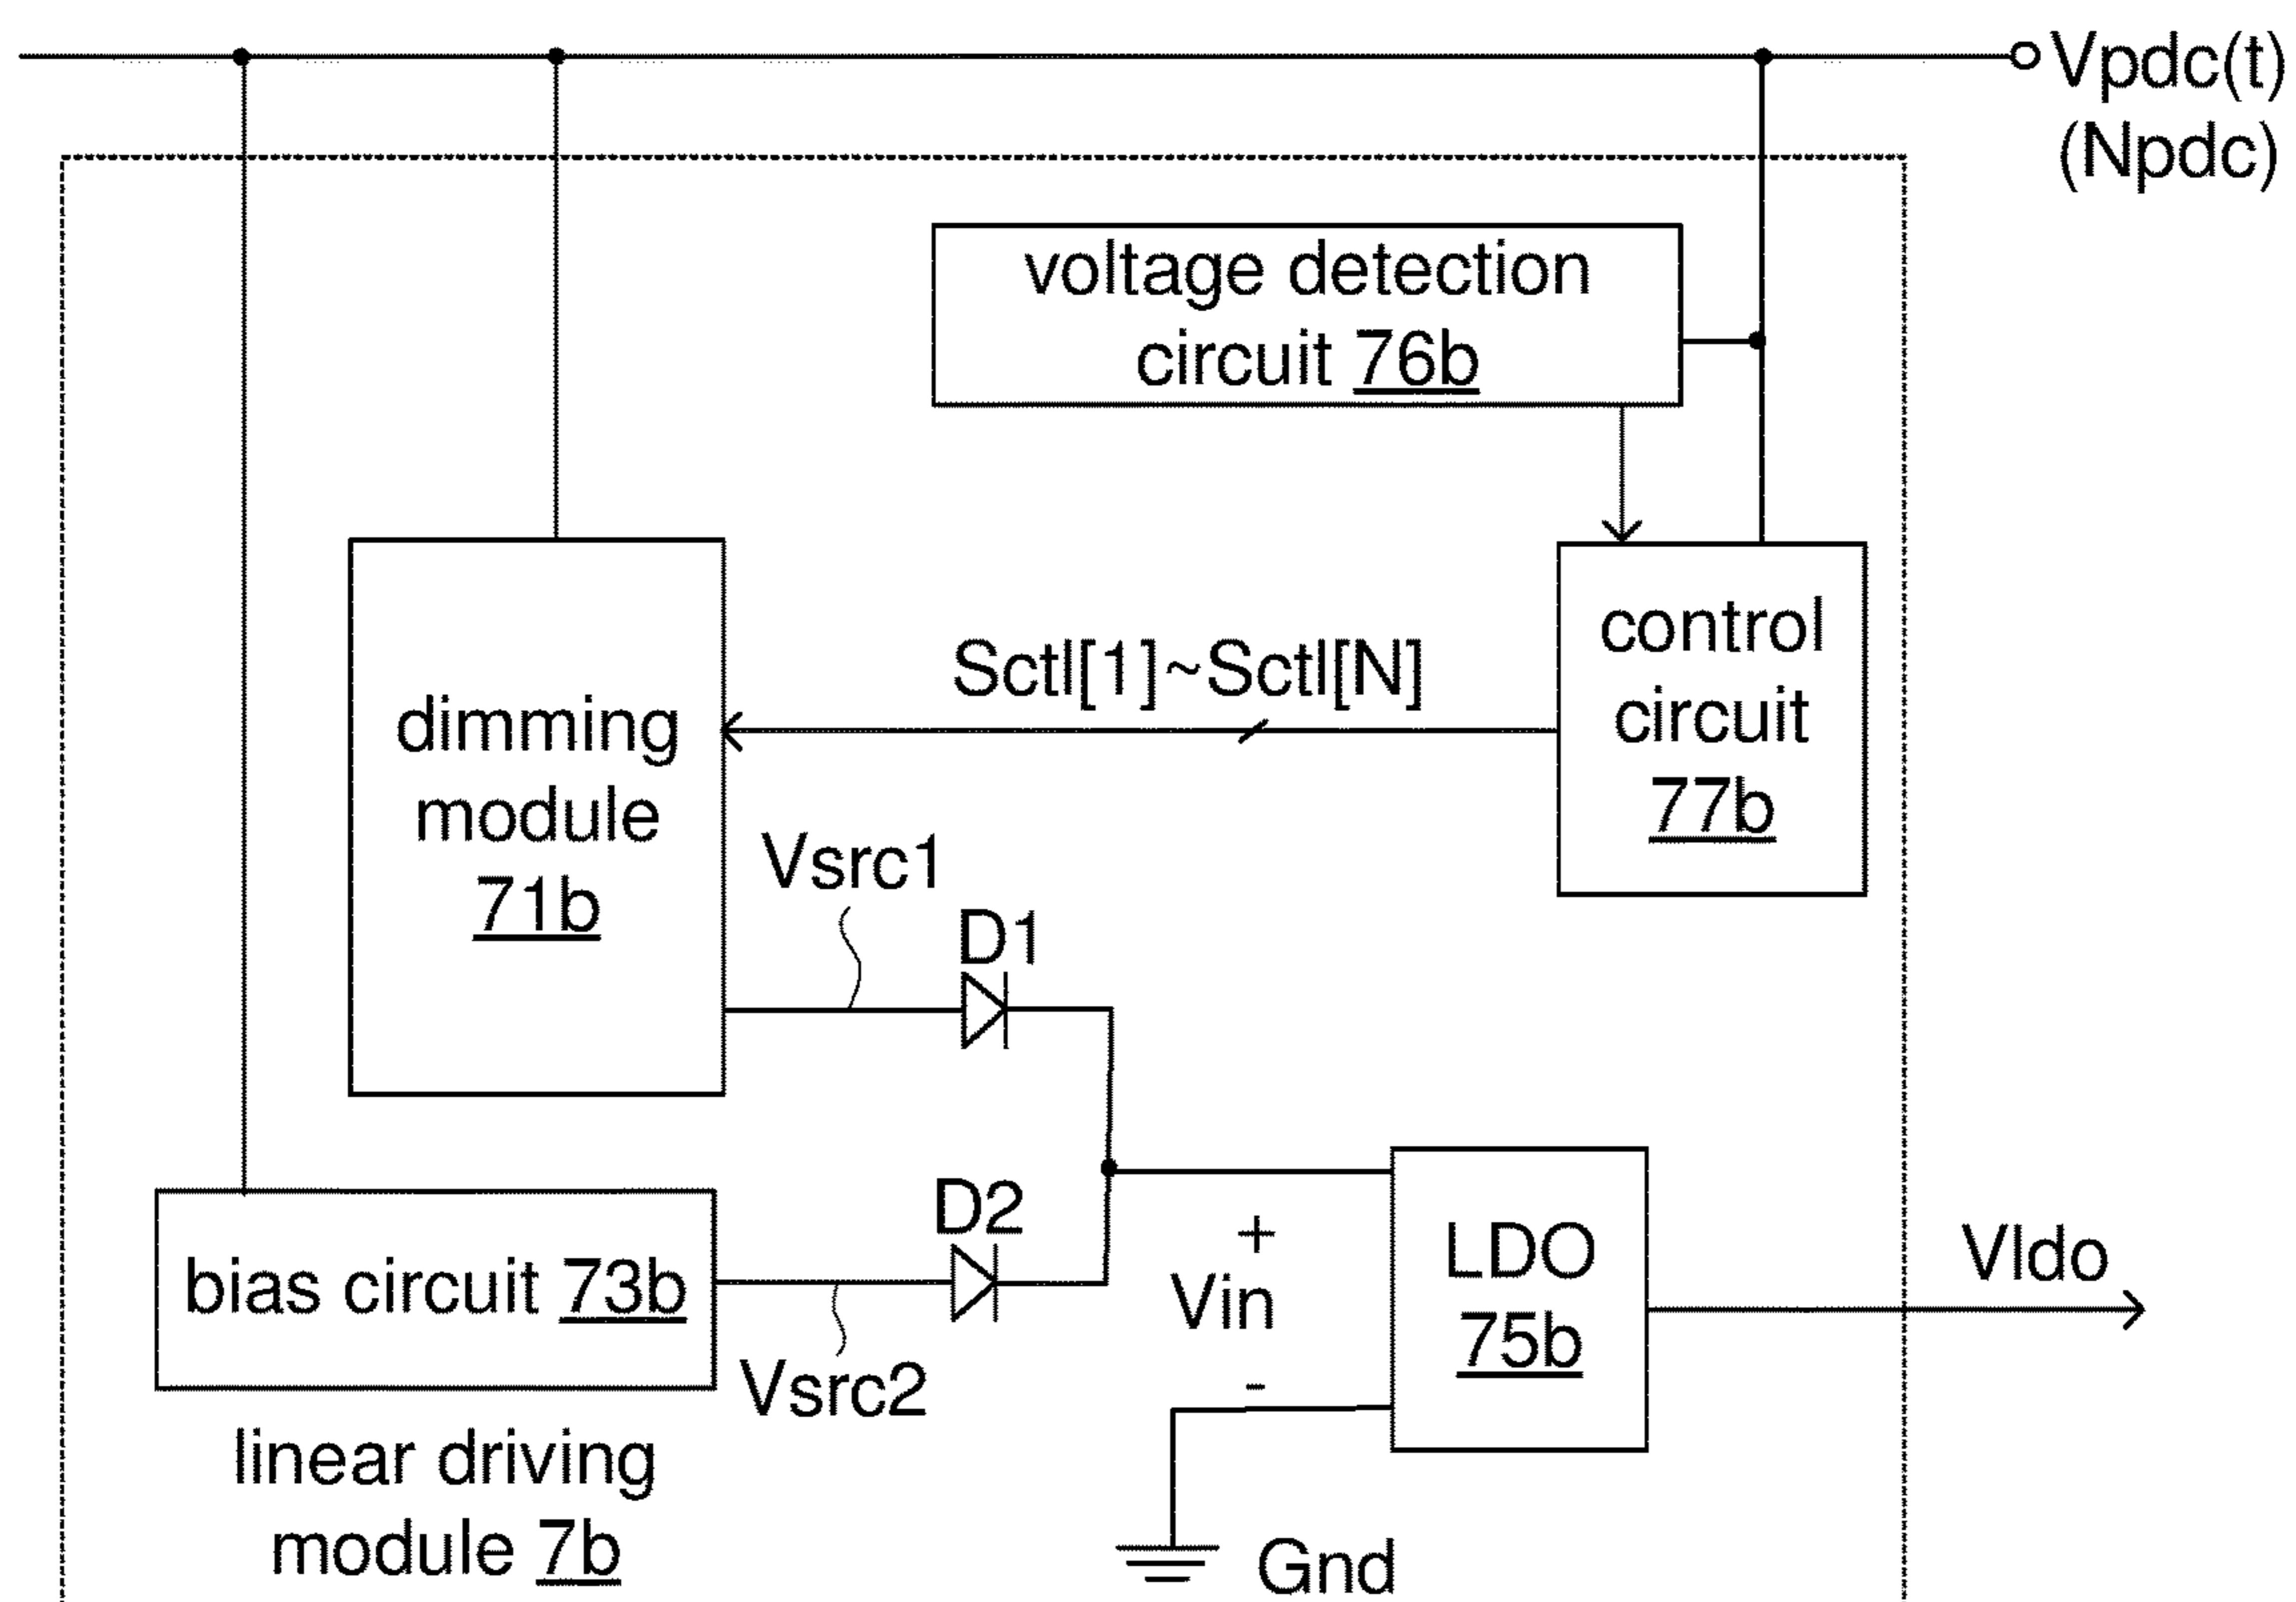 Vpdc(t)
(Npdc)
voltage detection
circuit 76b
control
circuit
77b
Sctl[1]~Sctl[N]
dimming
module
71b
Vsrc1
D1
D2
bias circuit 73b
Vsrc2
+
Vin
-
LDO
75b
Vldo
linear driving
module 7b
Gnd